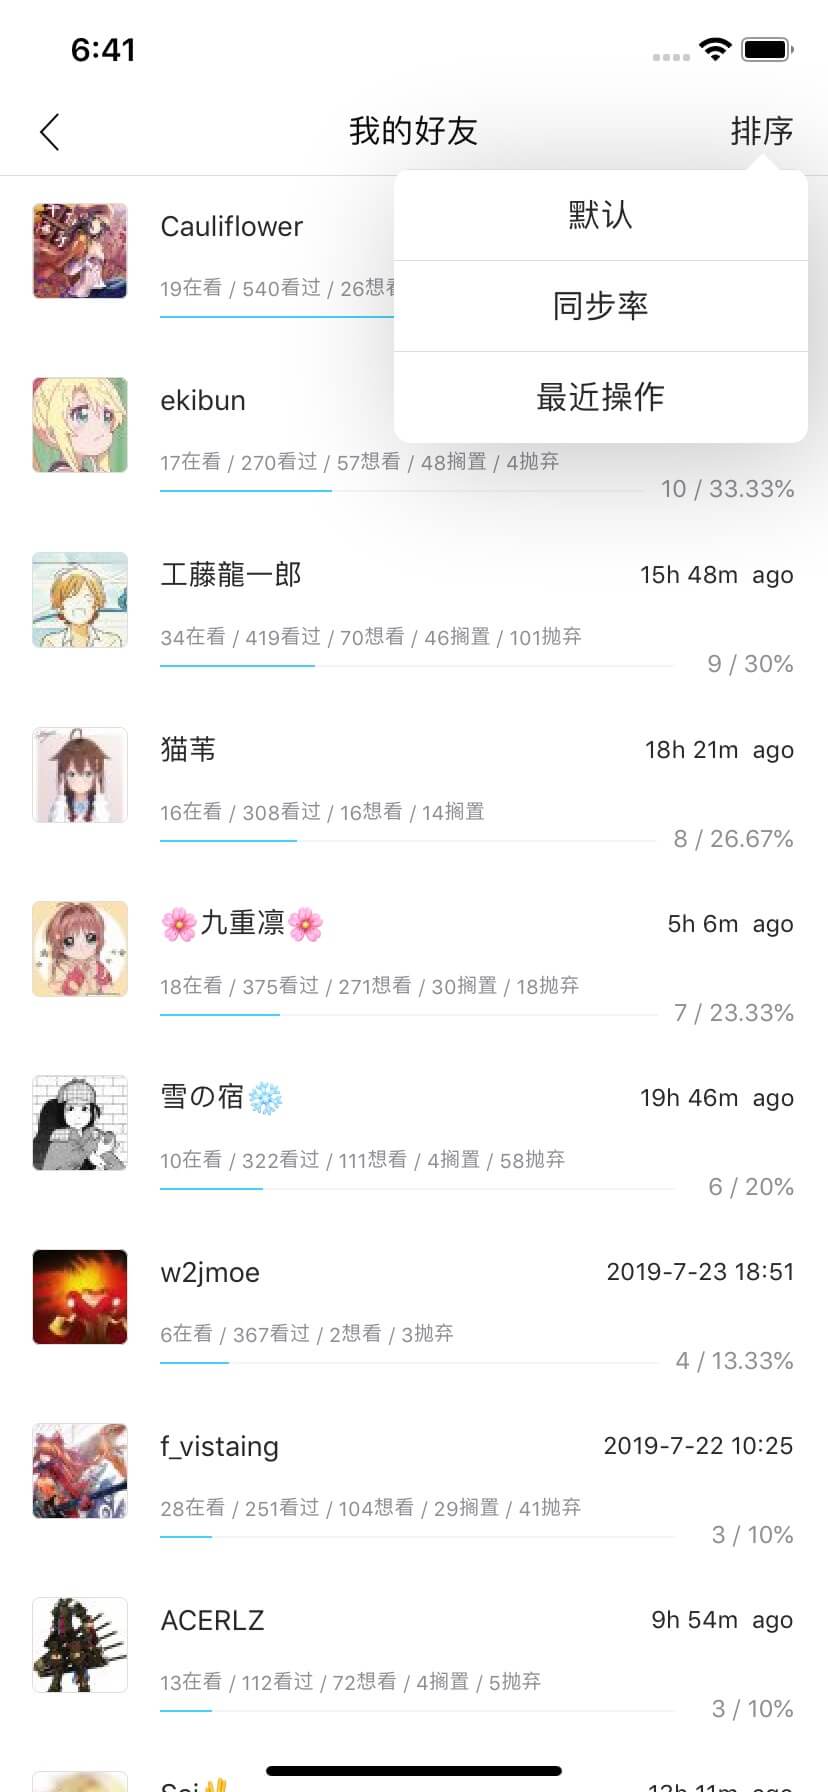 6:41
我的好友
排序
默认
同步率
最近操作
Cauliflower
19在看 / 540看过 / 26想看
ekibun
17在看 / 270看过 / 57想看 / 48搁置 / 4抛弃
10 / 33.33%
工藤龍一郎
15h 48m ago
34在看 / 419看过 / 70想看 / 46搁置 / 101抛弃
9 / 30%
猫苇
18h 21m ago
16在看 / 308看过 / 16想看 / 14搁置
8 / 26.67%
🌸九重凛🌸
5h 6m ago
18在看 / 375看过 / 271想看 / 30搁置 / 18抛弃
7 / 23.33%
雪の宿❄️
19h 46m ago
10在看 / 322看过 / 111想看 / 4搁置 / 58抛弃
6 / 20%
w2jmoe
2019-7-23 18:51
6在看 / 367看过 / 2想看 / 3抛弃
4 / 13.33%
f_vistaing
2019-7-22 10:25
28在看 / 251看过 / 104想看 / 29搁置 / 41抛弃
3 / 10%
ACERLZ
9h 54m ago
13在看 / 112看过 / 72想看 / 4搁置 / 5抛弃
3 / 10%